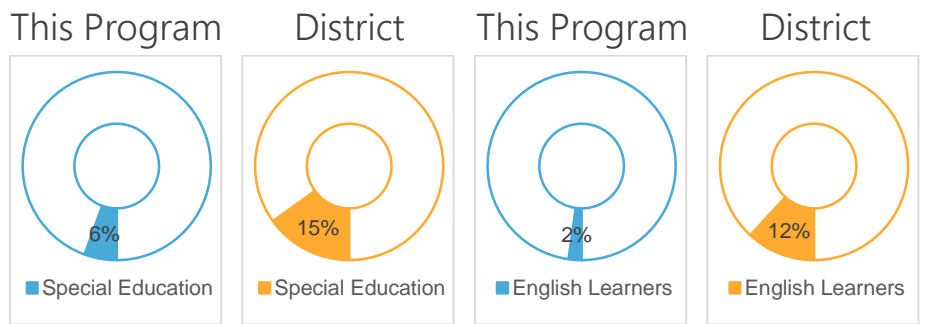 This Program
District
This Program
District
6%
15%
2%
12%
Special Education
Special Education
English Learners
English Learners